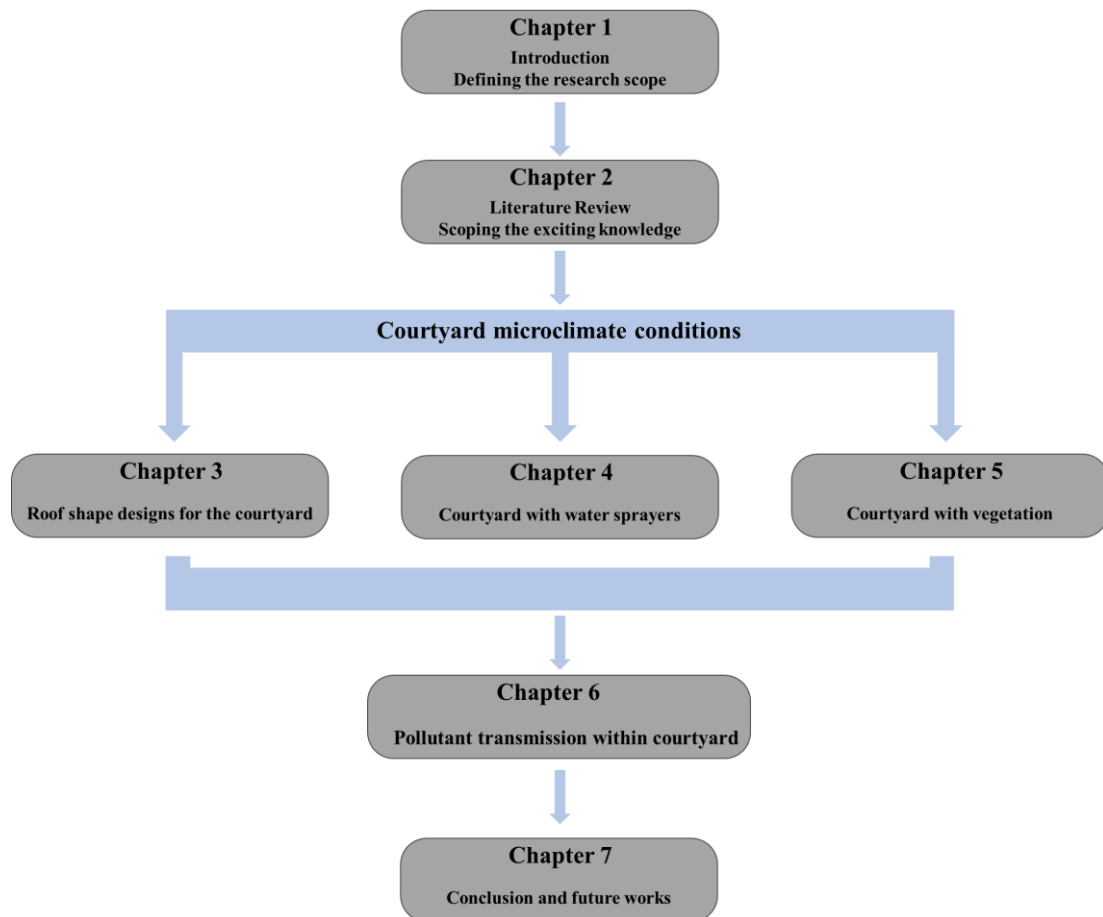 Chapter 1
Introduction
Defining the research scope
Chapter 2
Literature Review
Scoping the exciting knowledge
Courtyard microclimate conditions
Chapter 3
Roof shape designs for the courtyard
Chapter 4
Courtyard with water sprayers
Chapter 5
Courtyard with vegetation
Chapter 6
Pollutant transmission within courtyard
Chapter 7
Conclusion and future works